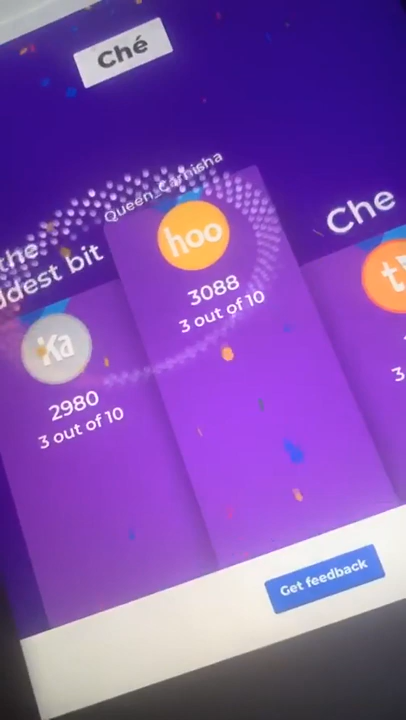 Ché
Queen_Carnisha
the
ddest bit
Che
hoo
Ka
t
3088
3 out of 10
2980
3 out of 10
3
Get feedback